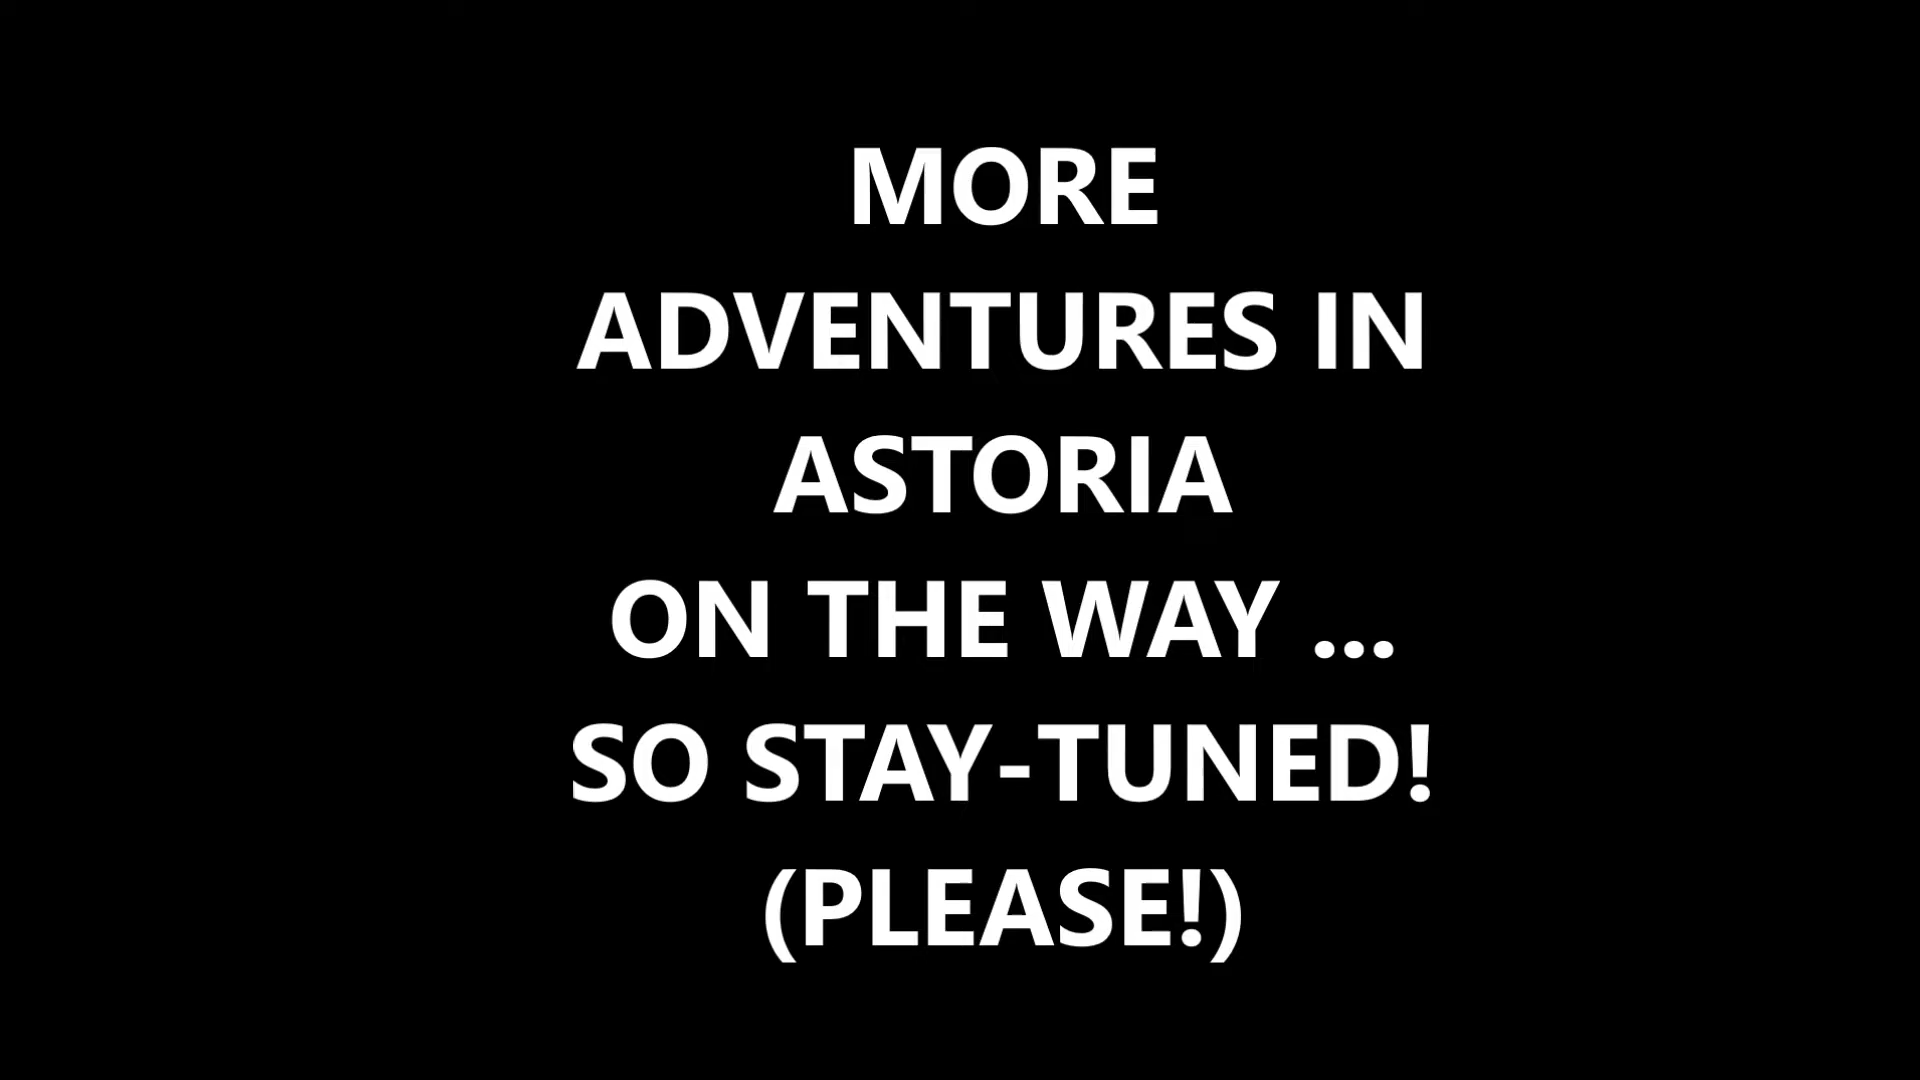 MORE
ADVENTURES IN
ASTORIA
ON THE WAY ...
SO STAY-TUNED!
(PLEASE!)